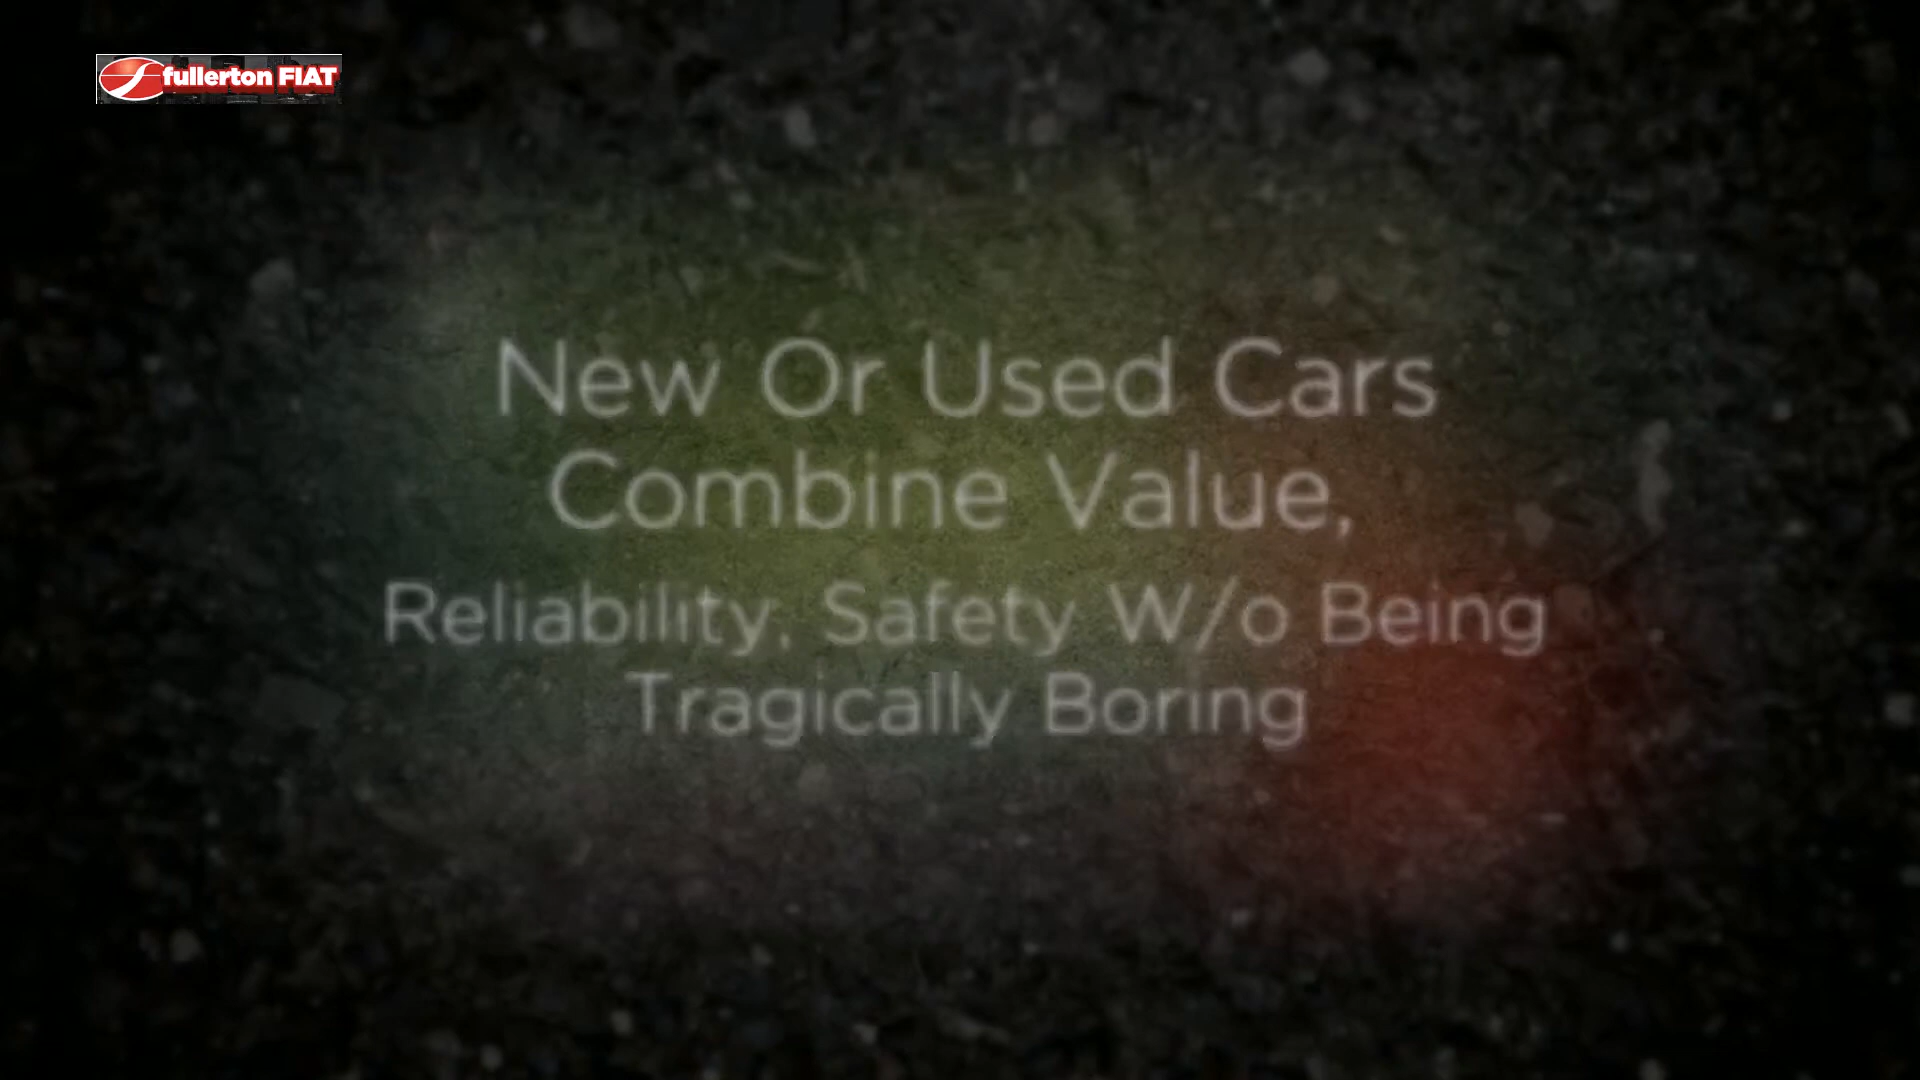 fullerton FIAT
New Or Used Cars
Combine Value,
Reliability, Safety W/o Being
Tragically Boring